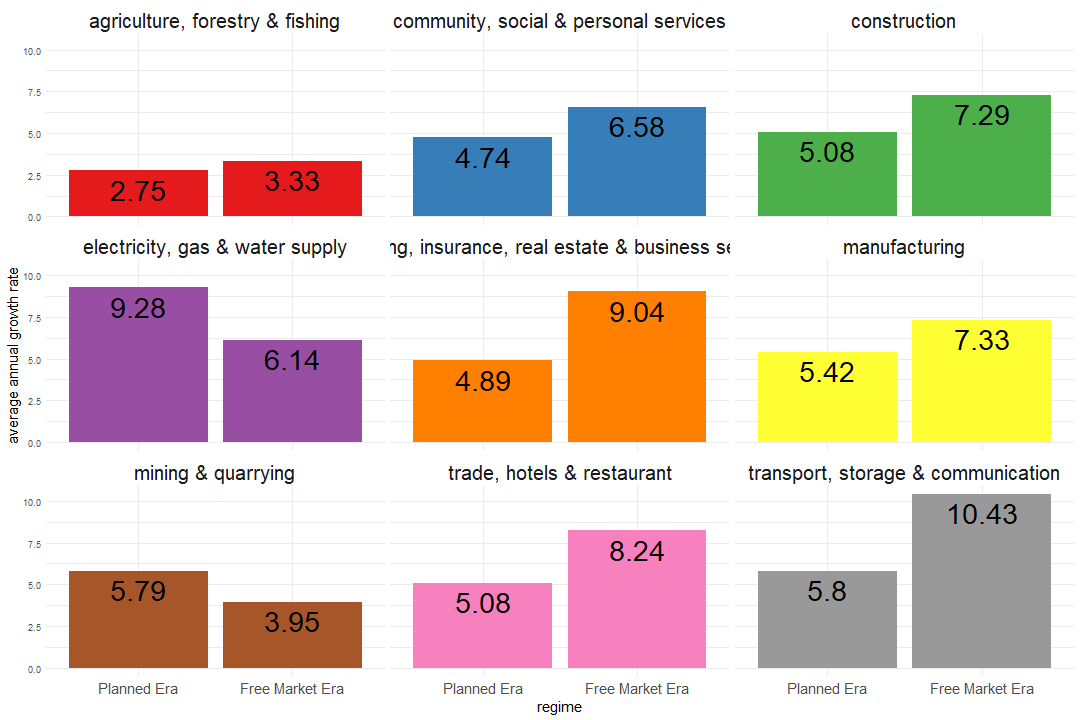 agriculture, forestry & fishing
community, social & personal services
construction
10.0
7.5
5.0
2.5
0.0
2.75
3.33
4.74
6.58
5.08
7.29
electricity, gas & water supply
ng, insurance, real estate & business se
manufacturing
average annual growth rate
10.0
7.5
5.0
2.5
0.0
9.28
6.14
4.89
9.04
5.42
7.33
mining & quarrying
trade, hotels & restaurant
transport, storage & communication
10.0
7.5
5.0
2.5
0.0
5.79
3.95
5.08
8.24
5.8
10.43
Planned Era
Free Market Era
Planned Era
Free Market Era
Planned Era
Free Market Era
regime